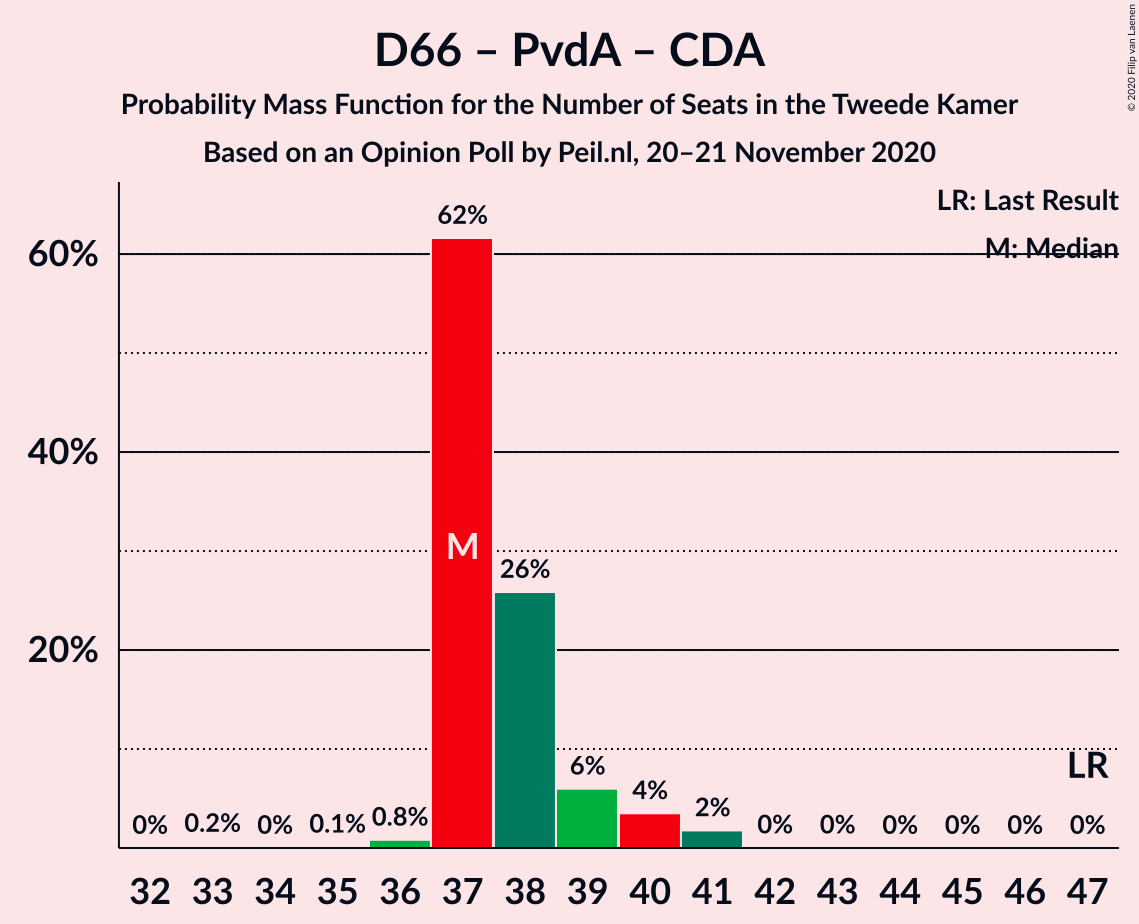 D66 – PvdA – CDA
Probability Mass Function for the Number of Seats in the Tweede Kamer
Based on an Opinion Poll by Peil.nl, 20–21 November 2020
© 2020 Filip van Laenen
LR: Last Result
M: Median
60%
40%
20%
62%
M
26%
6%
4%
2%
LR
0% 0.2% 0% 0.1% 0.8% 0% 0% 0% 0% 0% 0%
32 33 34 35 36 37 38 39 40 41 42 43 44 45 46 47